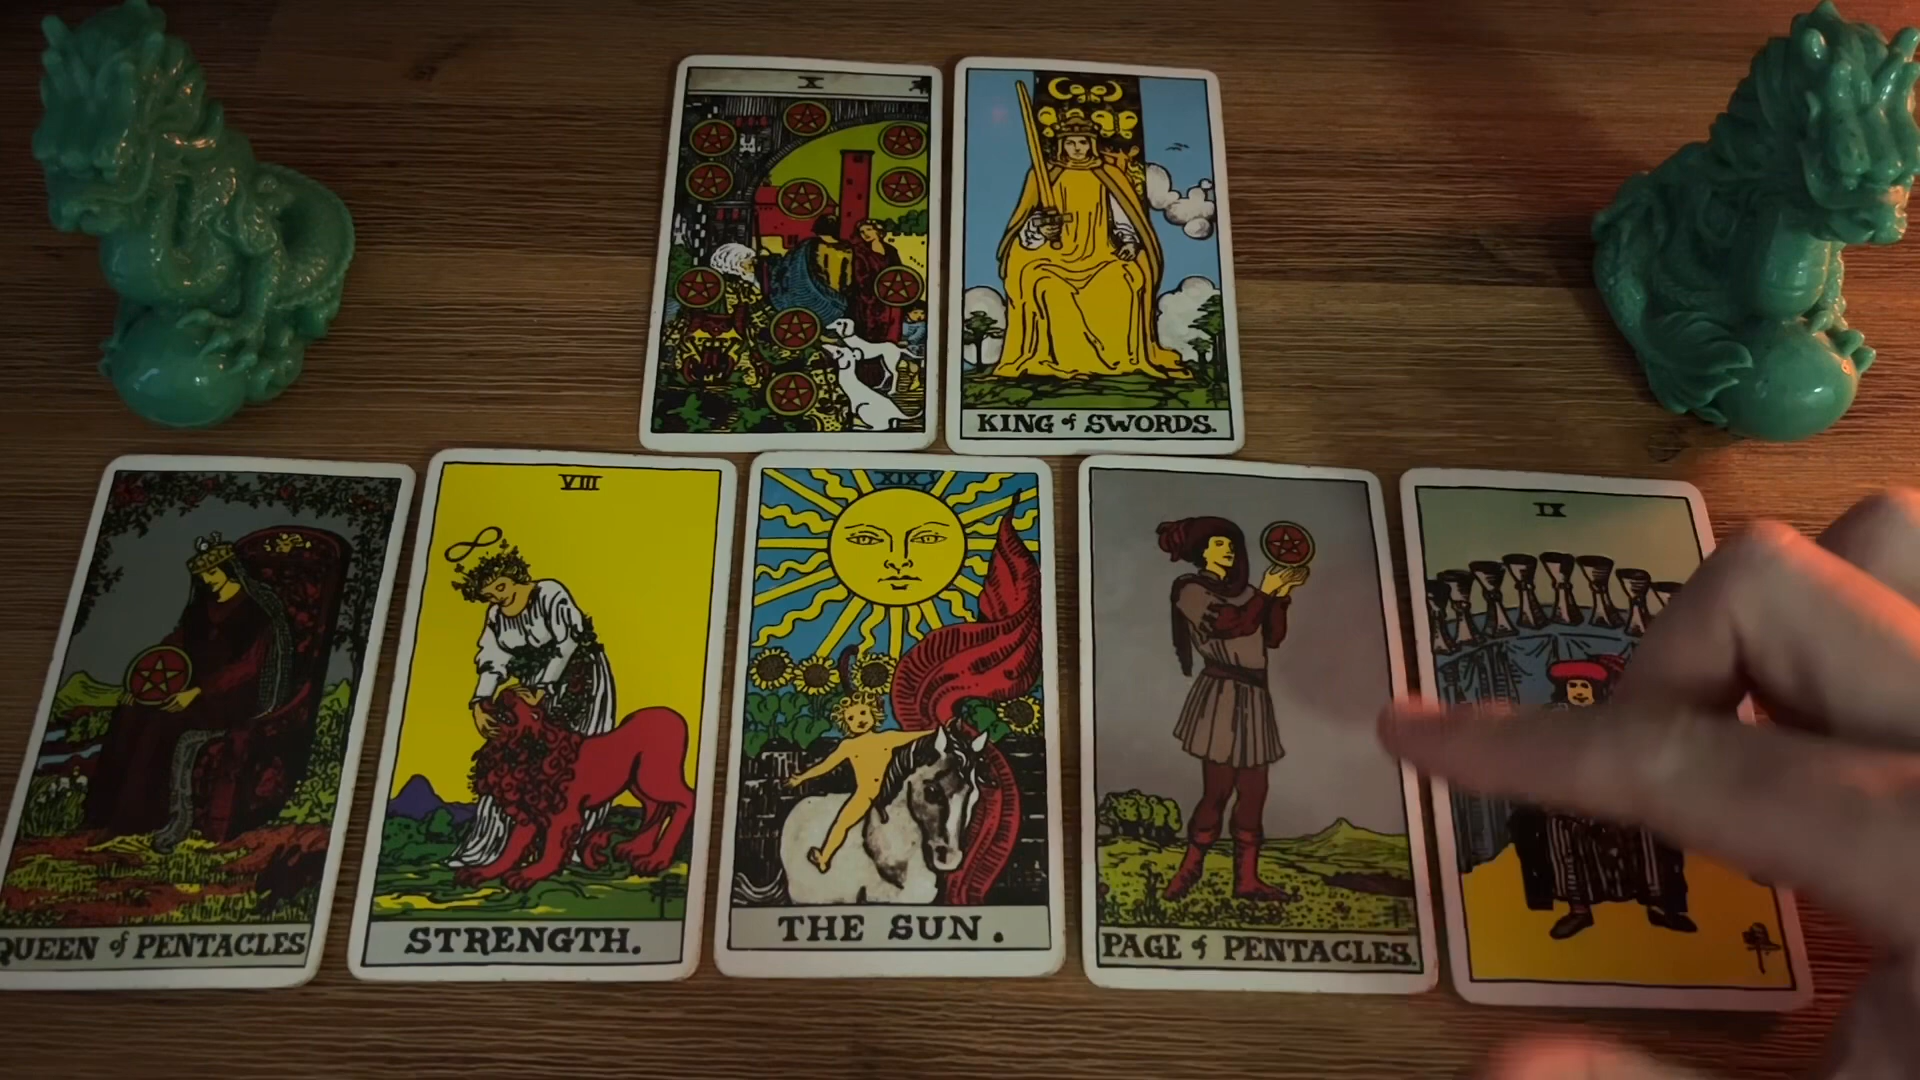 X
KING of SWORDS.
QUEEN of PENTACLES
VIII
STRENGTH.
XIX
THE SUN.
PAGE of PENTACLES.
IX